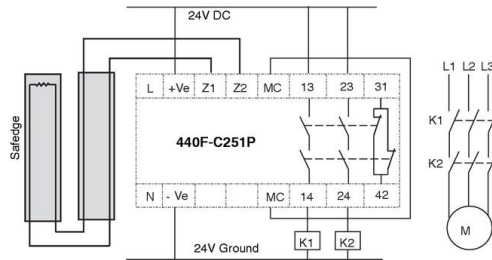 24V DC
L +Ve Z1 Z2 MC 13 23 31
L1 L2 L3
K1
Safedge
440F-C251P
K2
N - Ve MC 14 24 42
K1 K2
M
24V Ground